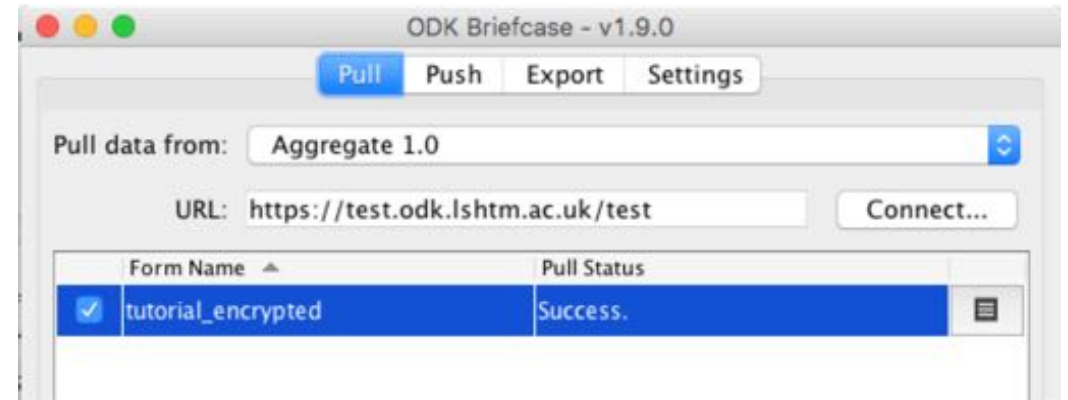 ODK Briefcase - v1.9.0
Pull Push Export Settings
Pull data from: Aggregate 1.0
URL: https://test.odk.lshtm.ac.uk/test Connect...
Form Name Pull Status
tutorial_encrypted Success.